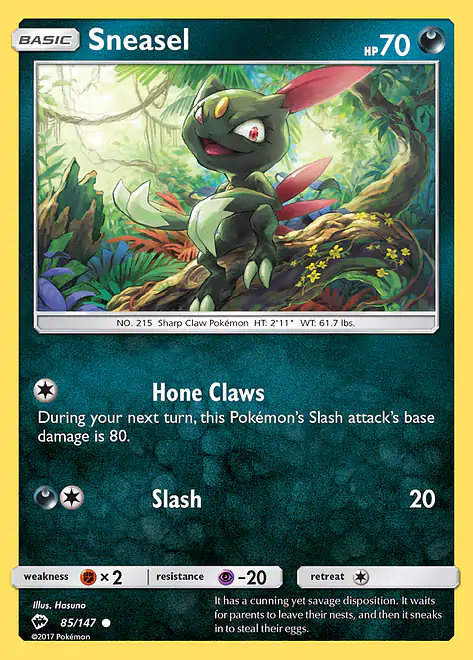 BASIC Sneasel HP 70
NO. 215 Sharp Claw Pokémon HT: 2'11" WT: 61.7 lbs.
Hone Claws
During your next turn, this Pokémon's Slash attack's base
damage is 80.
Slash 20
weakness × 2 resistance -20 retreat
Illus. Hasuno
85/147
©2017 Pokémon
It has a cunning yet savage disposition. It waits
for parents to leave their nests, and then it sneaks
in to steal their eggs.